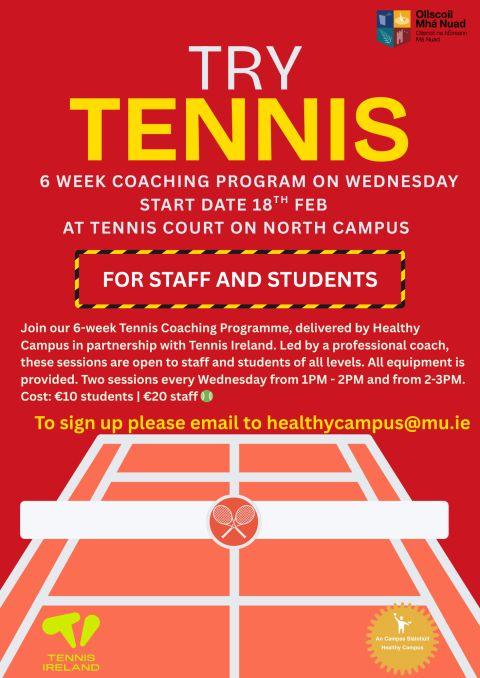 Ollscoil
Mhá Nuad
Ollscoil na hÉireann
Má Nuad
TRY
TENNIS
6 WEEK COACHING PROGRAM ON WEDNESDAY
START DATE 18TH FEB
AT TENNIS COURT ON NORTH CAMPUS
FOR STAFF AND STUDENTS
Join our 6-week Tennis Coaching Programme, delivered by Healthy
Campus in partnership with Tennis Ireland. Led by a professional coach,
these sessions are open to staff and students of all levels. All equipment is
provided. Two sessions every Wednesday from 1PM - 2PM and from 2-3PM.
Cost: €10 students | €20 staff
To sign up please email to healthycampus@mu.ie
TENNIS
IRELAND
An Campas Sláintiúil
Healthy Campus